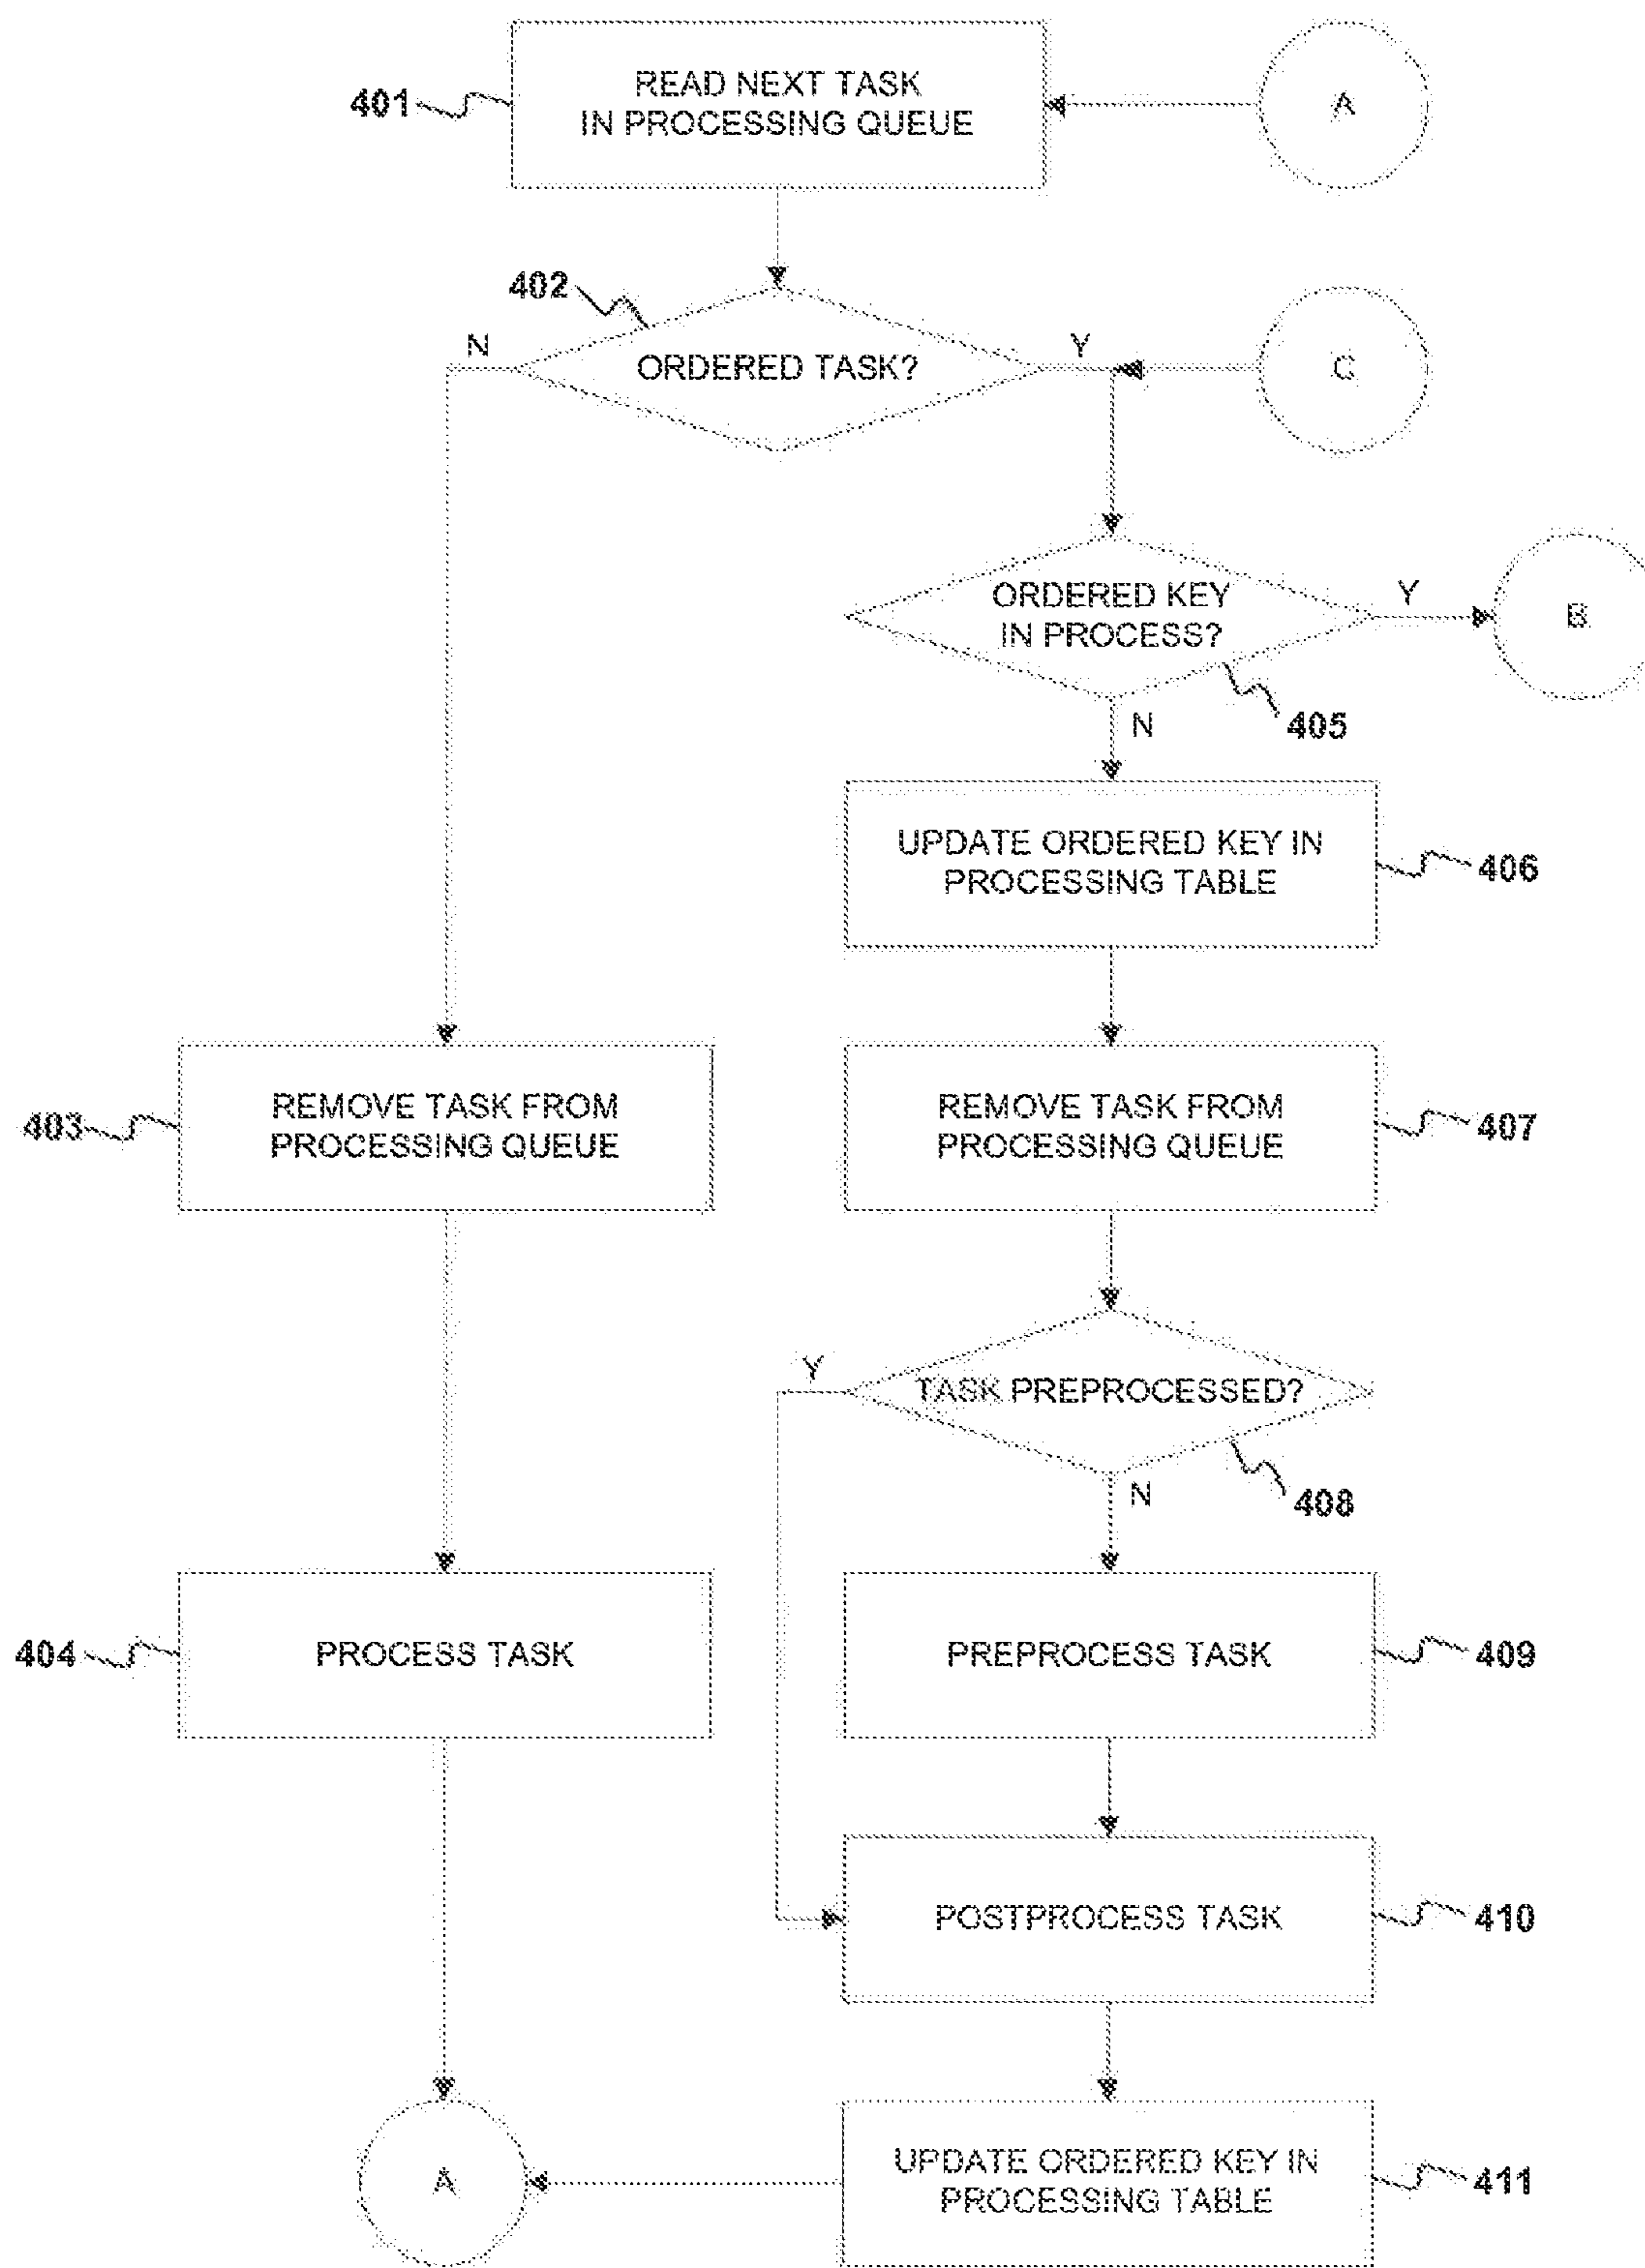 READ NEXT TASK
IN PROCESSING QUEUE
401
A
402
N
ORDERED TASK?
Y
C
ORDERED KEY
IN PROCESS?
Y
B
405
N
UPDATE ORDERED KEY IN
PROCESSING TABLE
406
REMOVE TASK FROM
PROCESSING QUEUE
403
REMOVE TASK FROM
PROCESSING QUEUE
407
Y
TASK PREPROCESSED?
408
N
PROCESS TASK
404
PREPROCESS TASK
409
POSTPROCESS TASK
410
A
UPDATE ORDERED KEY IN
PROCESSING TABLE
411